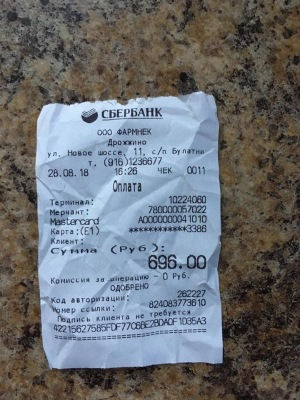 СБЕРБАНК
ООО ФАРМНЕК
Дрожжино
ул. Новое шоссе, 11, с/п Булатни
т. (916)1236677
28.08.18 16:26 ЧЕК 0011
Оплата
Терминал: 10224060
Мерчант: 780000057022
Mastercard A0000000041010
Карта:(E1) ************3386
Клиент:
Сумма (Руб):
696.00
Комиссия за операцию - 0 Руб.
ОДОБРЕНО
Код авторизации: 262227
Номер ссылки: 824083773610
Подпись клиента не требуется
42215627585FDF77C6BE2BDADF1D35A3
==============================